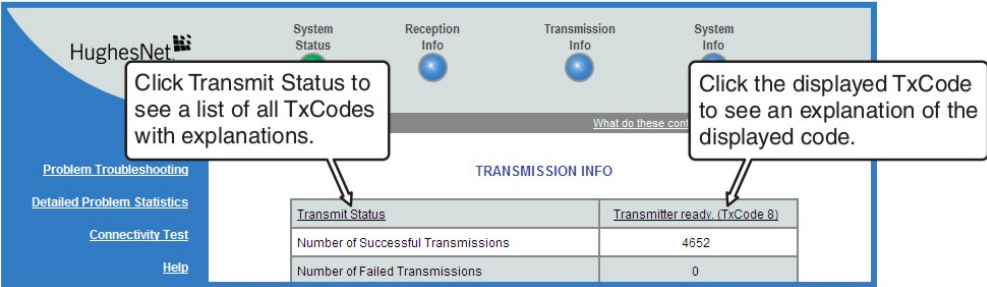 HughesNet.
System
Status
Reception
Info
Transmission
Info
System
Info
Click Transmit Status to
see a list of all TxCodes
with explanations.
Click the displayed TxCode
to see an explanation of the
displayed code.
What do these
Problem Troubleshooting
Detailed Problem Statistics
Connectivity Test
Help
TRANSMISSION INFO
Transmit Status Transmitter ready. (TxCode 8)
Number of Successful Transmissions 4652
Number of Failed Transmissions 0